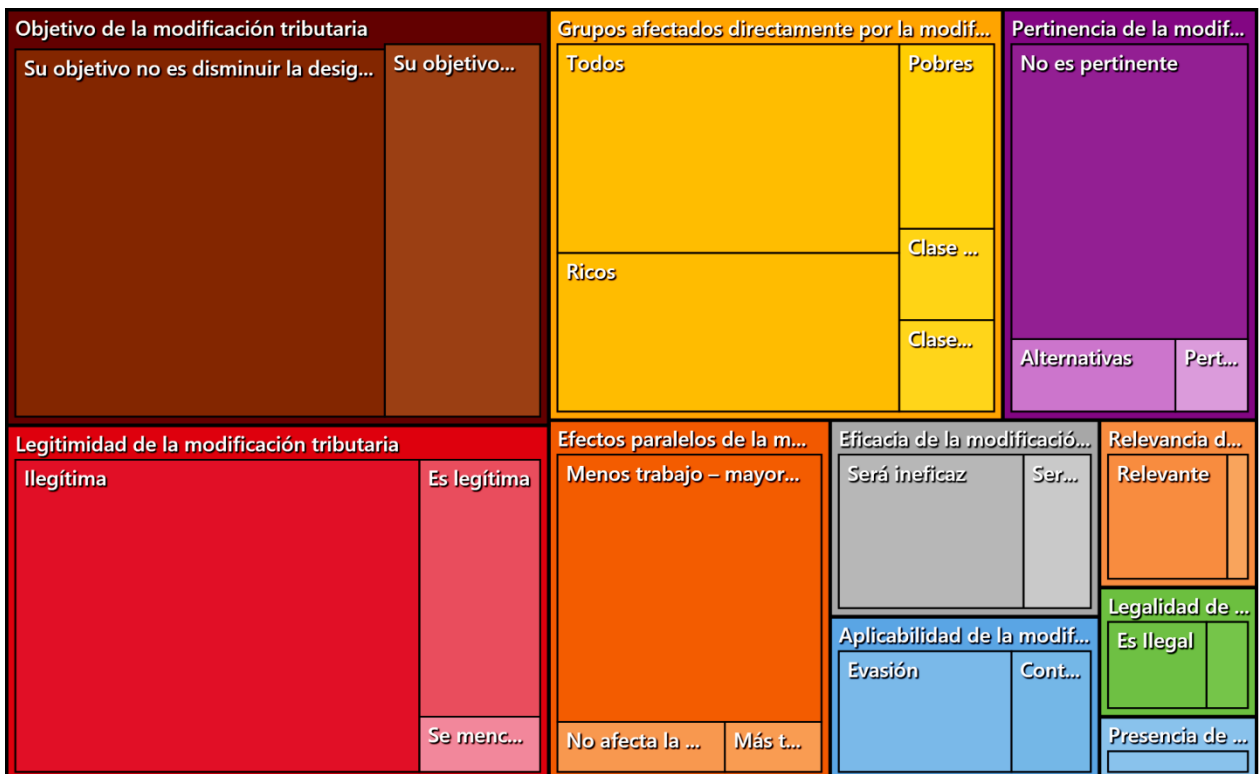 Objetivo de la modificación tributaria
Su objetivo no es disminuir la desig...
Su objetivo...
Grupos afectados directamente por la modif...
Todos
Pobres
Ricos
Clase ...
Clase...
Pertinencia de la modif...
No es pertinente
Alternativas
Pert...
Legitimidad de la modificación tributaria
Ilegítima
Es legítima
Se menc...
Efectos paralelos de la m...
Menos trabajo – mayor...
No afecta la ...
Más t...
Eficacia de la modificació...
Será ineficaz
Ser...
Aplicabilidad de la modif...
Evasión
Cont...
Relevancia d...
Relevante
Legalidad de ...
Es Ilegal
Presencia de ...